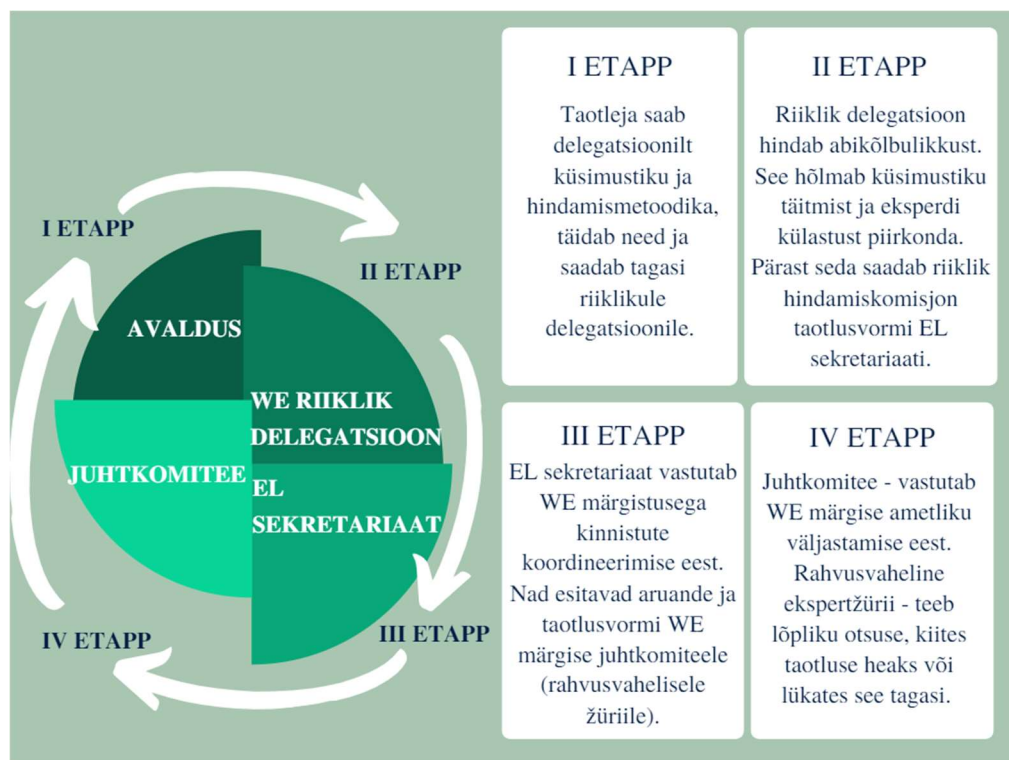 I ETAPP
II ETAPP
AVALDUS
WE RIIKLIK
DELEGATSIOON
JUHTKOMITEE
EL
SEKRETARIAAT
III ETAPP
IV ETAPP
I ETAPP
Taotleja saab
delegatsioonilt
küsimustiku ja
hindamismetoodika,
täidab need ja
saadab tagasi
riiklikule
delegatsioonile.
II ETAPP
Riiklik delegatsioon
hindab abikõlbulikkust.
See hõlmab küsimustiku
täitmist ja eksperdi
külastust piirkonda.
Pärast seda saadab riiklik
hindamiskomisjon
taotlusvormi EL
sekretariaati.
III ETAPP
EL sekretariaat vastutab
WE märgistusega
kinnistute
koordineerimise eest.
Nad esitavad aruande ja
taotlusvormi WE
märgise juhtkomiteele
(rahvusvahelisele
žüriile).
IV ETAPP
Juhtkomitee - vastutab
WE märgise ametliku
väljastamise eest.
Rahvusvaheline
ekspertžürii - teeb
lõpliku otsuse, kiites
taotluse heaks või
lükates see tagasi.